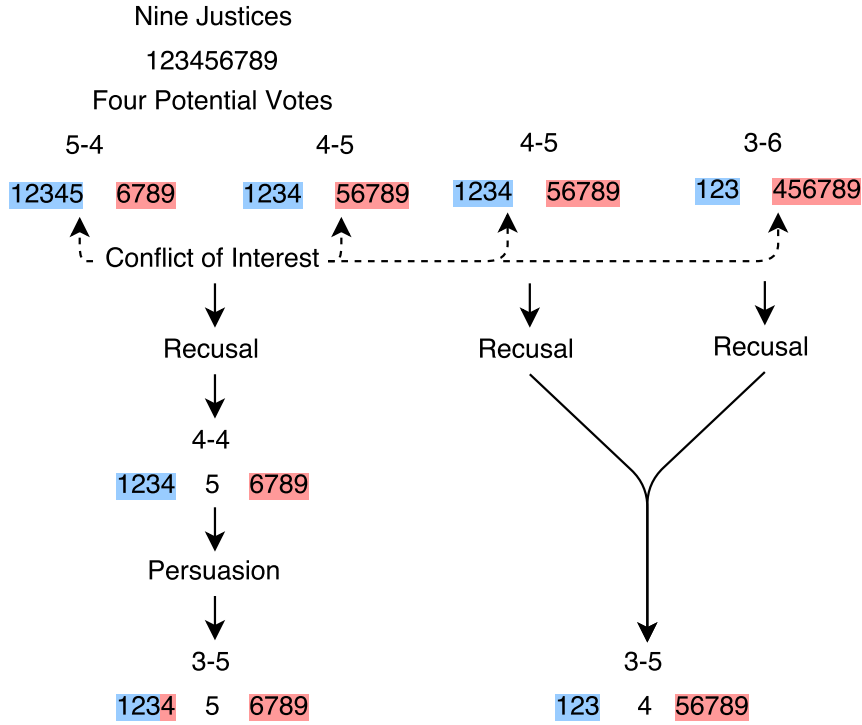 Nine Justices
123456789
Four Potential Votes
5-4 4-5 4-5 3-6
12345 6789 1234 56789 1234 56789 123 456789
Conflict of Interest
Recusal Recusal Recusal
4-4
1234 5 6789
Persuasion
3-5 3-5
1234 5 6789 123 4 56789